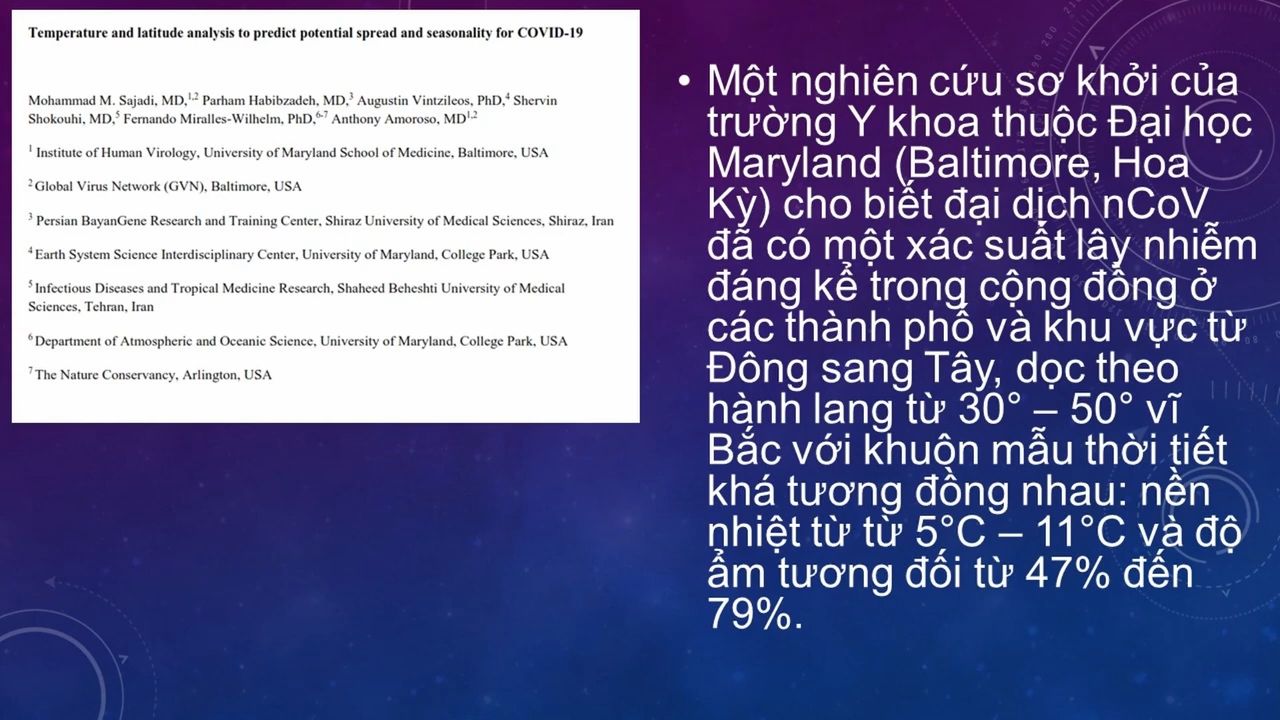 Temperature and latitude analysis to predict potential spread and seasonality for COVID-19
Mohammad M. Sajadi, MD,1,2 Parham Habibzadeh, MD,3 Augustin Vintzileos, PhD,4 Shervin
Shokouhi, MD,5 Fernando Miralles-Wilhelm, PhD,6-7 Anthony Amoroso, MD1,2
1 Institute of Human Virology, University of Maryland School of Medicine, Baltimore, USA
2 Global Virus Network (GVN), Baltimore, USA
3 Persian BayanGene Research and Training Center, Shiraz University of Medical Sciences, Shiraz, Iran
4 Earth System Science Interdisciplinary Center, University of Maryland, College Park, USA
5 Infectious Diseases and Tropical Medicine Research, Shaheed Beheshti University of Medical
Sciences, Tehran, Iran
6 Department of Atmospheric and Oceanic Science, University of Maryland, College Park, USA
7 The Nature Conservancy, Arlington, USA
• Một nghiên cứu sơ khởi của
trường Y khoa thuộc Đại học
Maryland (Baltimore, Hoa
Kỳ) cho biết đại dịch nCoV
đã có một xác suất lây nhiễm
đáng kể trong cộng đồng ở
các thành phố và khu vực từ
Đông sang Tây, dọc theo
hành lang từ 30° – 50° vĩ
Bắc với khuôn mẫu thời tiết
khá tương đồng nhau: nền
nhiệt từ từ 5°C – 11°C và độ
ẩm tương đối từ 47% đến
79%.